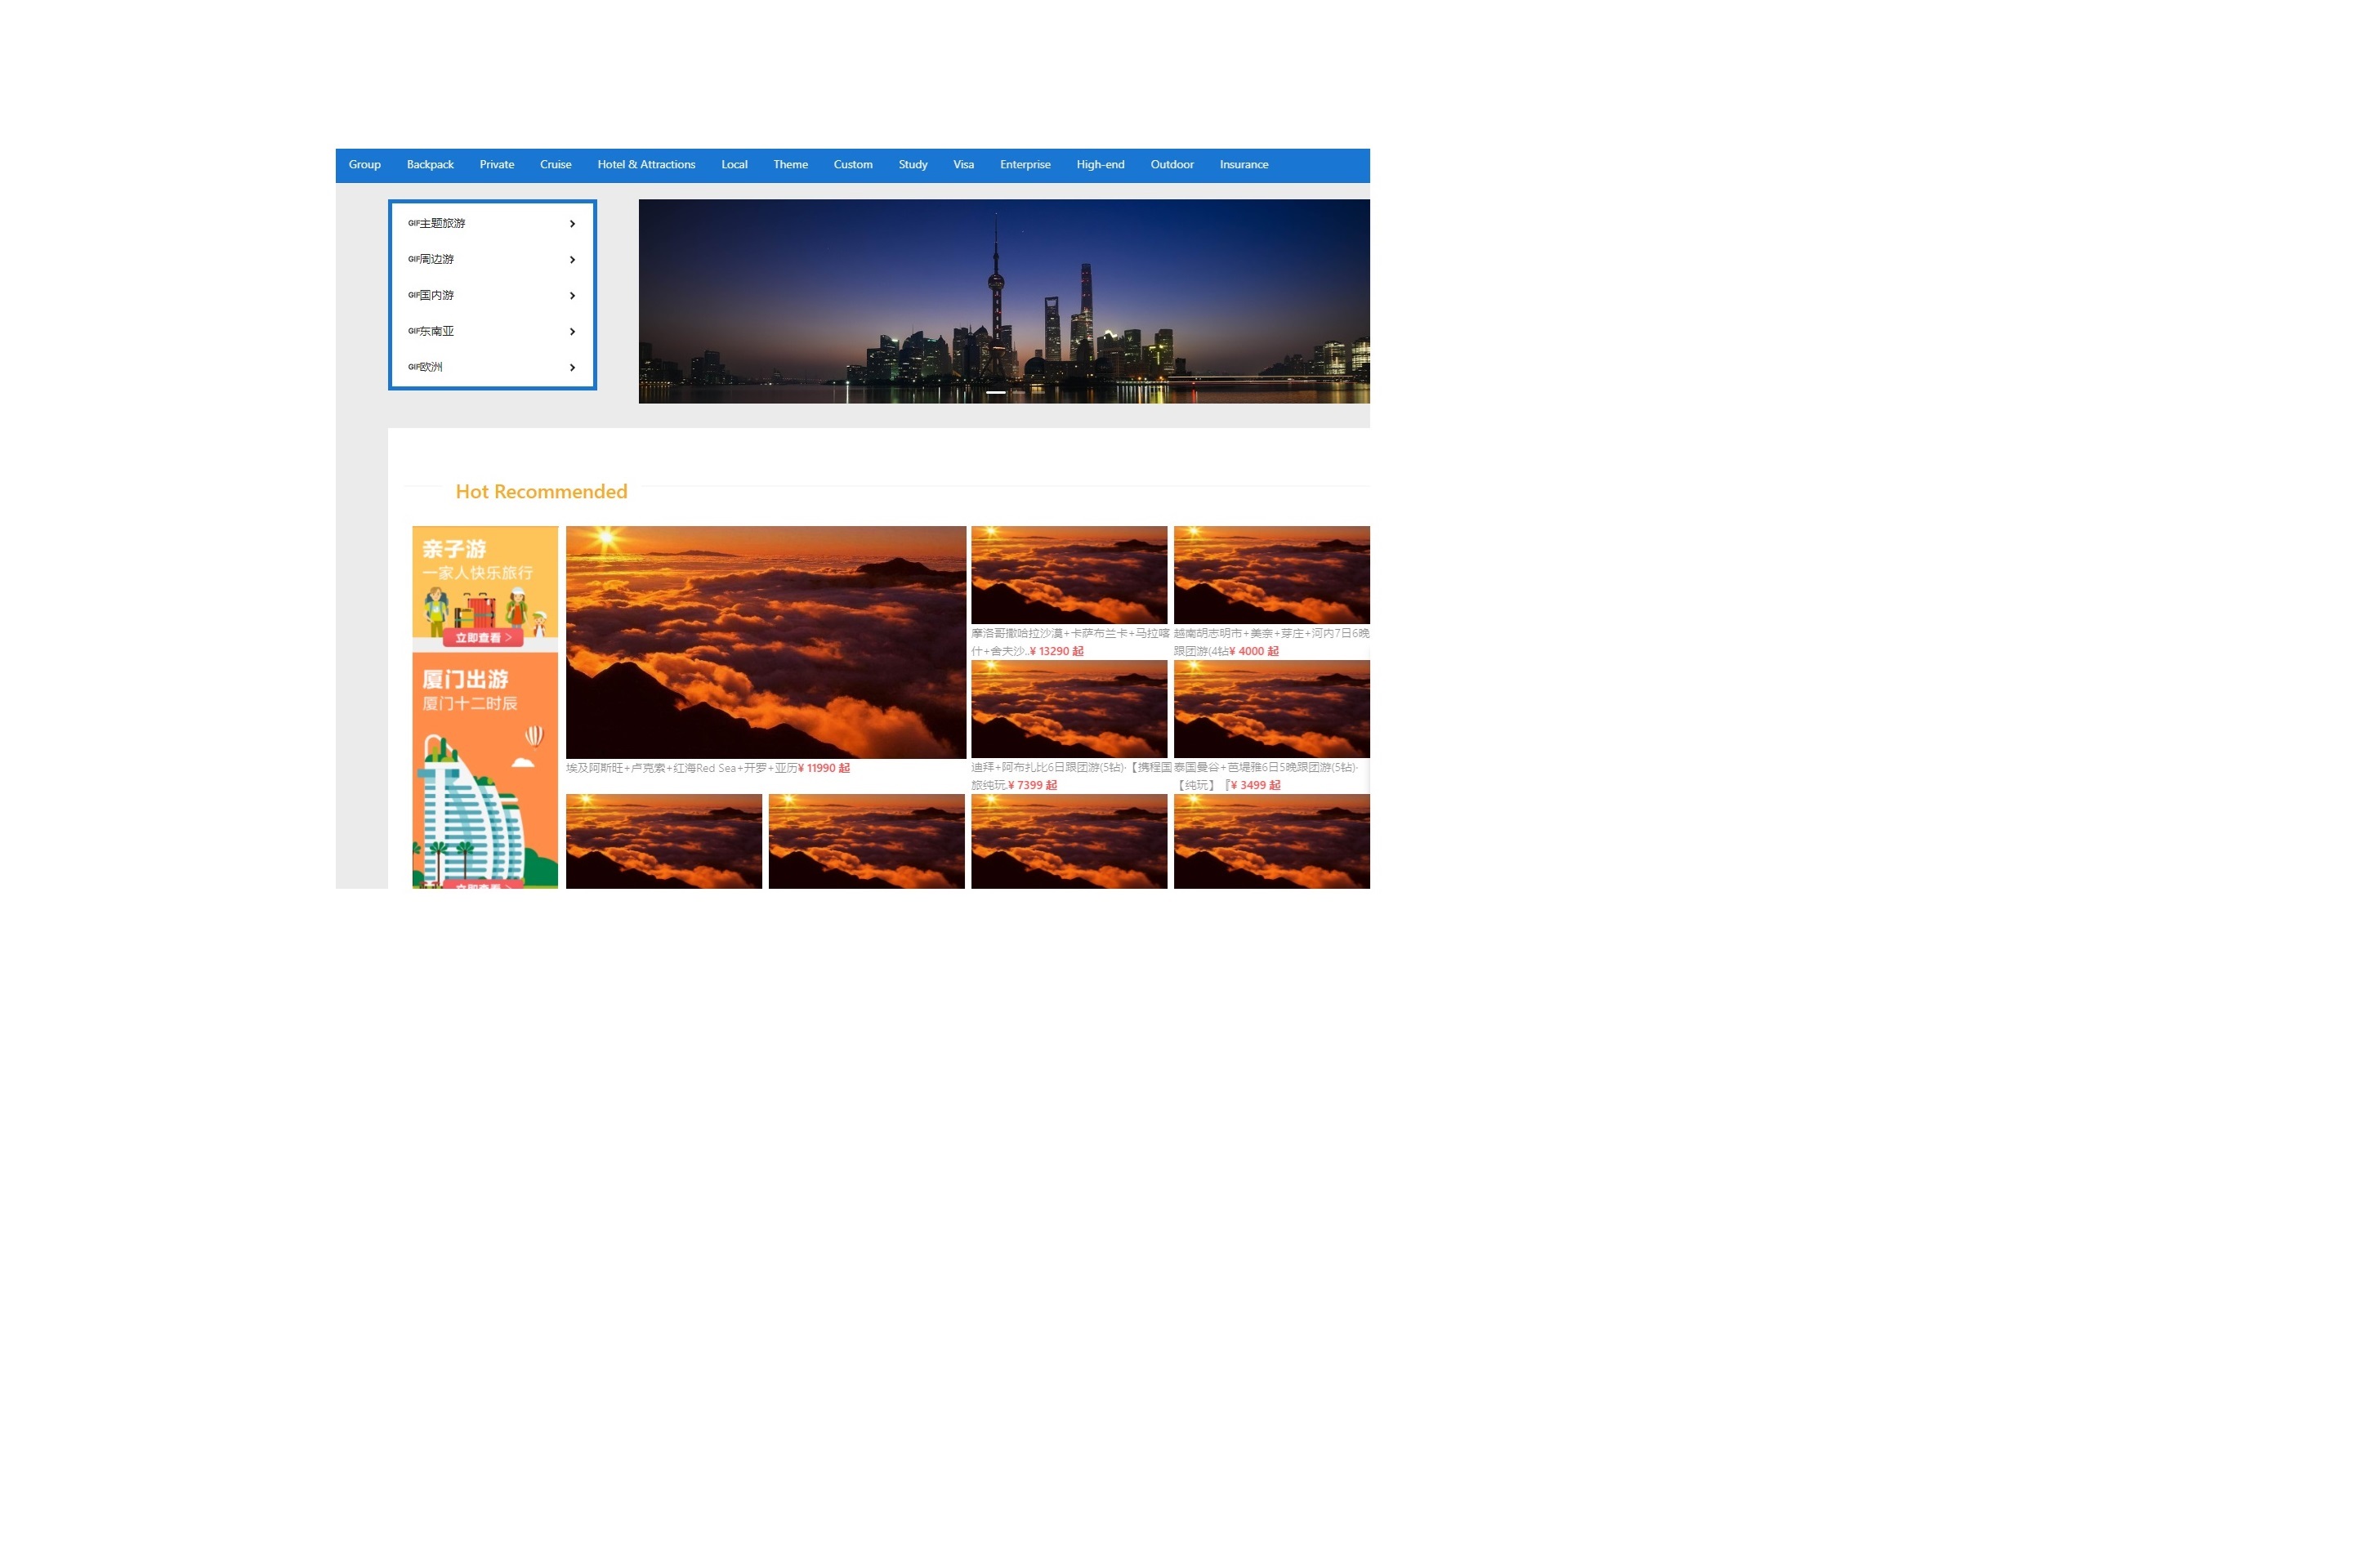 Group Backpack Private Cruise Hotel & Attractions Local Theme Custom Study Visa Enterprise High-end Outdoor Insurance
GIF主题旅游
GIF周边游
GIF国内游
GIF东南亚
GIF欧洲
Hot Recommended
亲子游
一家人快乐旅行
立即查看 >
厦门出游
厦门十二时辰
立即查看 >
埃及阿斯旺+卢克索+红海Red Sea+开罗+亚历¥ 11990 起
摩洛哥撒哈拉沙漠+卡萨布兰卡+马拉喀
什+舍夫沙..¥ 13290 起
越南胡志明市+美奈+芽庄+河内7日6晚
跟团游(4钻¥ 4000 起
迪拜+阿布扎比6日跟团游(5钻)·【携程国
旅纯玩.¥ 7399 起
泰国曼谷+芭堤雅6日5晚跟团游(5钻)·
【纯玩】『¥ 3499 起